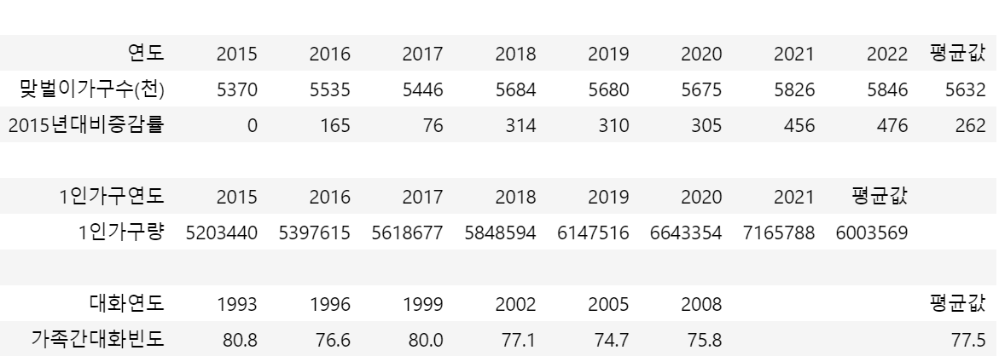 연도 2015 2016 2017 2018 2019 2020 2021 2022 평균값
맞벌이가구수(천) 5370 5535 5446 5684 5680 5675 5826 5846 5632
2015년대비증감률 0 165 76 314 310 305 456 476 262
1인가구연도 2015 2016 2017 2018 2019 2020 2021 평균값
1인가구량 5203440 5397615 5618677 5848594 6147516 6643354 7165788 6003569
대화연도 1993 1996 1999 2002 2005 2008 평균값
가족간대화빈도 80.8 76.6 80.0 77.1 74.7 75.8 77.5